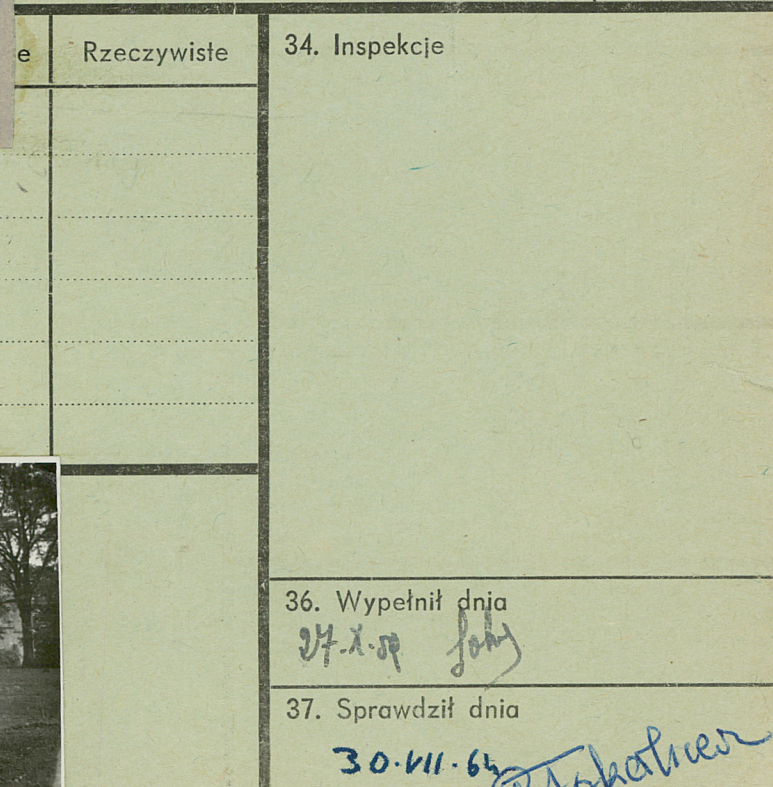 e Rzeczywiste
34. Inspekcje
36. Wypełnił dnia
27.X.59
37. Sprawdził dnia
30.VII.64